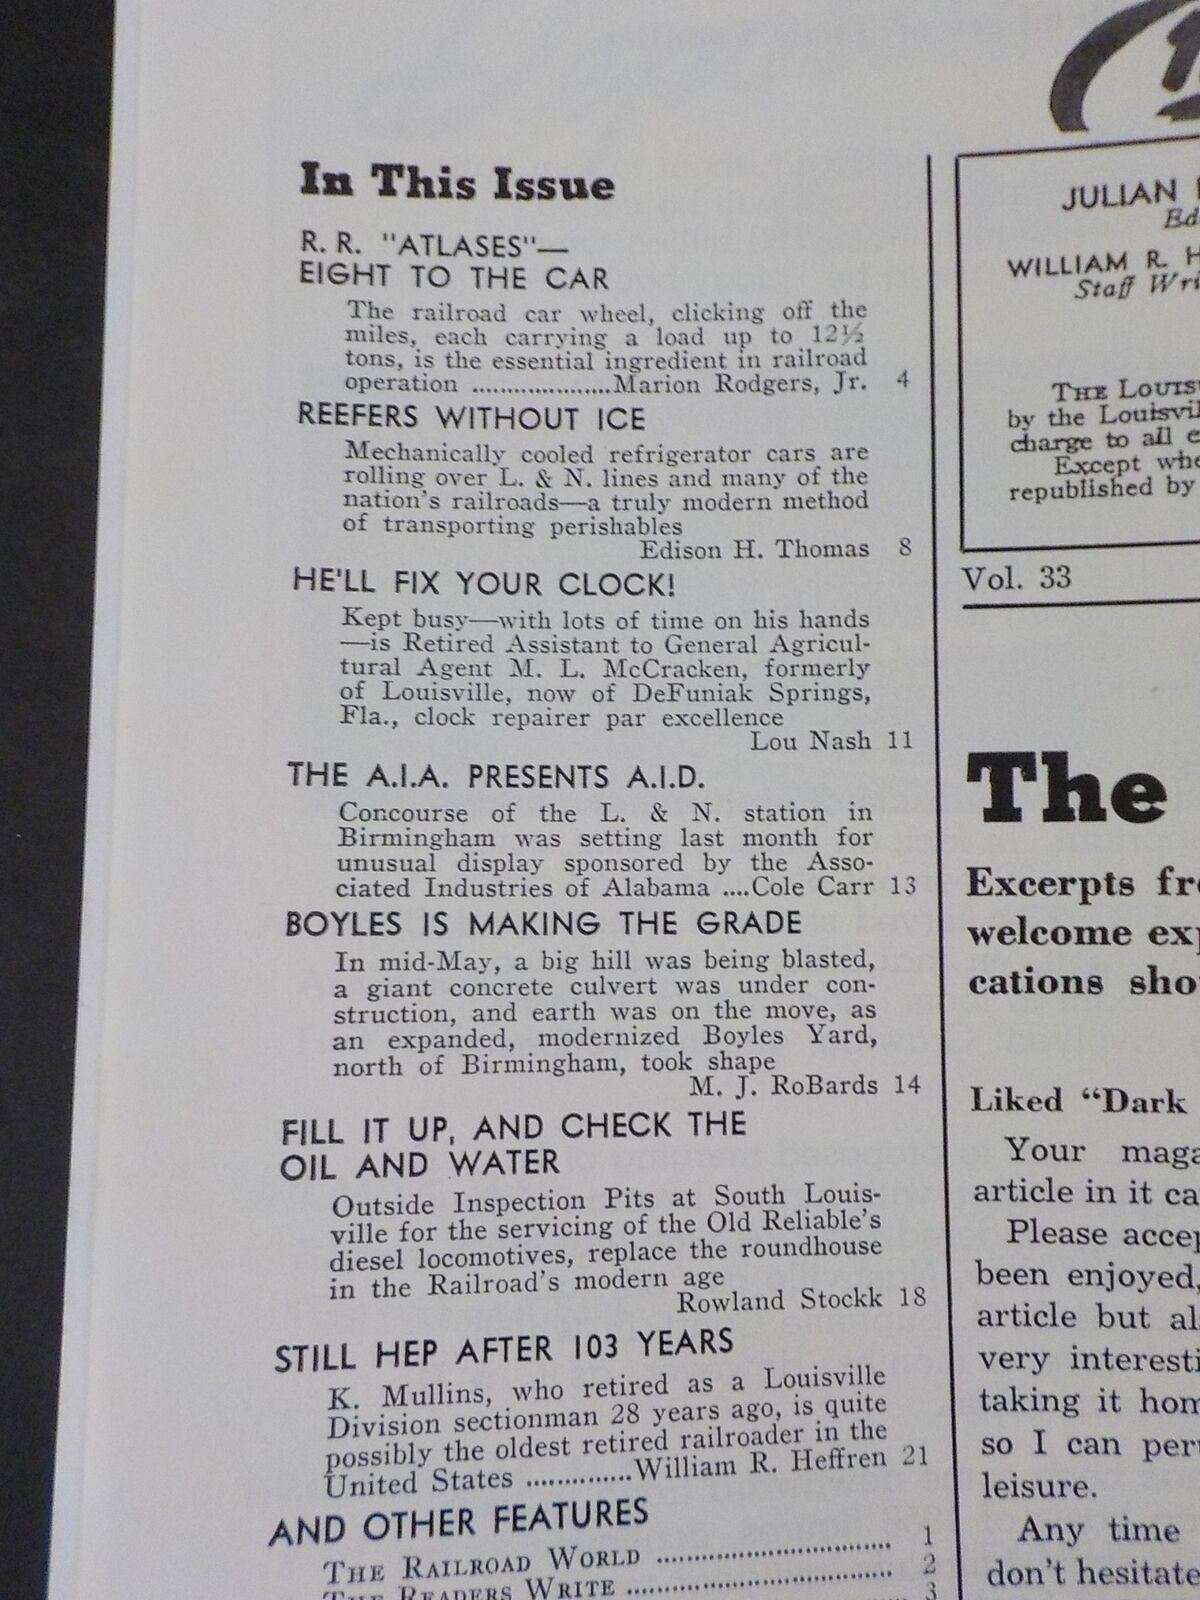 In This Issue
R. R. "ATLASES"—
EIGHT TO THE CAR
The railroad car wheel, clicking off the
miles, each carrying a load up to 12½
tons, is the essential ingredient in railroad
operation ....................Marion Rodgers, Jr. 4
REEFERS WITHOUT ICE
Mechanically cooled refrigerator cars are
rolling over L. & N. lines and many of the
nation's railroads—a truly modern method
of transporting perishables
Edison H. Thomas 8
HE'LL FIX YOUR CLOCK!
Kept busy—with lots of time on his hands
—is Retired Assistant to General Agricul-
tural Agent M. L. McCracken, formerly
of Louisville, now of DeFuniak Springs,
Fla., clock repairer par excellence
Lou Nash 11
THE A.I.A. PRESENTS A.I.D.
Concourse of the L. & N. station in
Birmingham was setting last month for
unusual display sponsored by the Asso-
ciated Industries of Alabama ....Cole Carr 13
BOYLES IS MAKING THE GRADE
In mid-May, a big hill was being blasted,
a giant concrete culvert was under con-
struction, and earth was on the move, as
an expanded, modernized Boyles Yard,
north of Birmingham, took shape
M. J. RoBards 14
FILL IT UP, AND CHECK THE
OIL AND WATER
Outside Inspection Pits at South Louis-
ville for the servicing of the Old Reliable's
diesel locomotives, replace the roundhouse
in the Railroad's modern age
Rowland Stockk 18
STILL HEP AFTER 103 YEARS
K. Mullins, who retired as a Louisville
Division sectionman 28 years ago, is quite
possibly the oldest retired railroader in the
United States ..............William R. Heffren 21
AND OTHER FEATURES
THE RAILROAD WORLD .................................. 1
THE READERS WRITE ...................................... 2
3
JULIAN
WILLIAM R.
Staff
THE
by the
charge to all
Except
republished by
Vol. 33
The
Excerpts
welcome
cations
Liked "Dark
Your
article in it
Please
been enjoyed,
article but
very
taking it
so I can
leisure.
Any time
don't hesitate